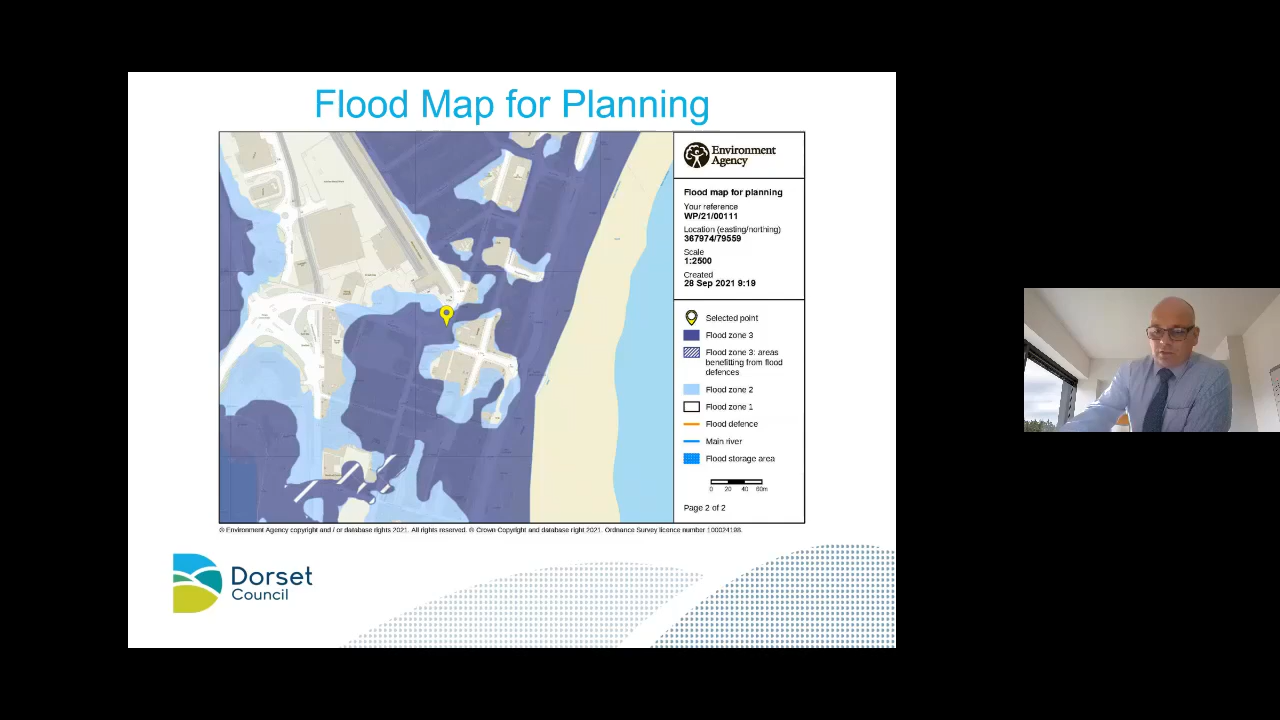 Flood Map for Planning
Environment
Agency
Flood map for planning
Your reference
WP/21/00111
Location (easting/northing)
367974/79559
Scale
1:2500
Created
28 Sep 2021 9:19
Selected point
Flood zone 3
Flood zone 3: areas
benefitting from flood
defences
Flood zone 2
Flood zone 1
Flood defence
Main river
Flood storage area
0 20 40 60m
Page 2 of 2
© Environment Agency copyright and / or database rights 2021. All rights reserved. © Crown Copyright and database right 2021. Ordnance Survey licence number 100024198.
Dorset
Council